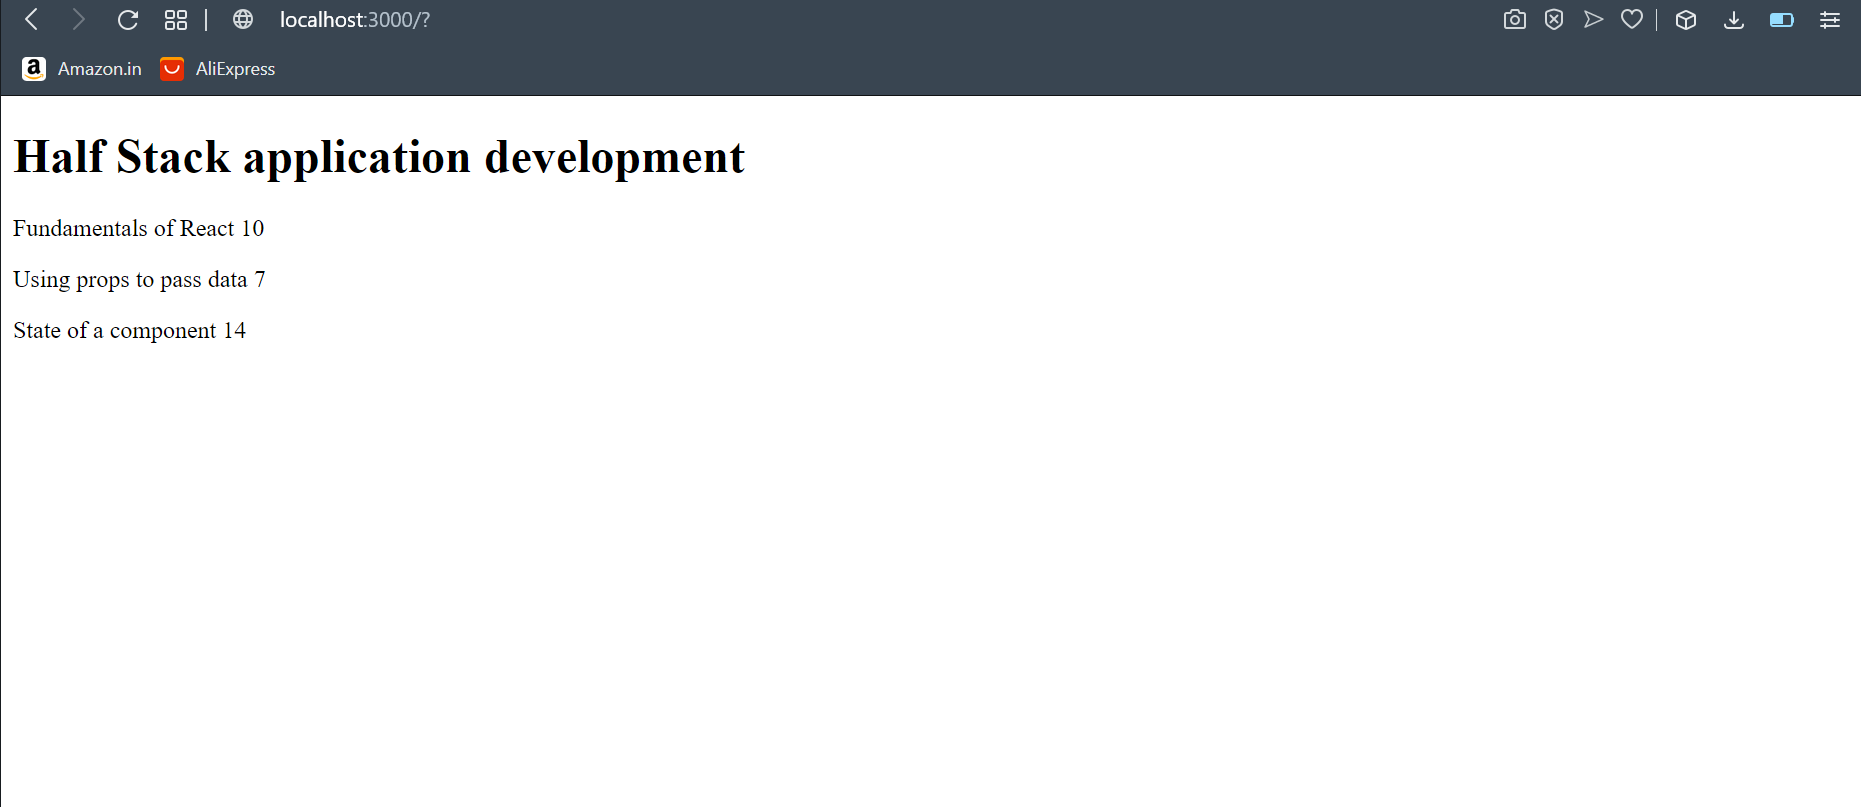 localhost:3000/?
Amazon.in AliExpress
Half Stack application development
Fundamentals of React 10
Using props to pass data 7
State of a component 14